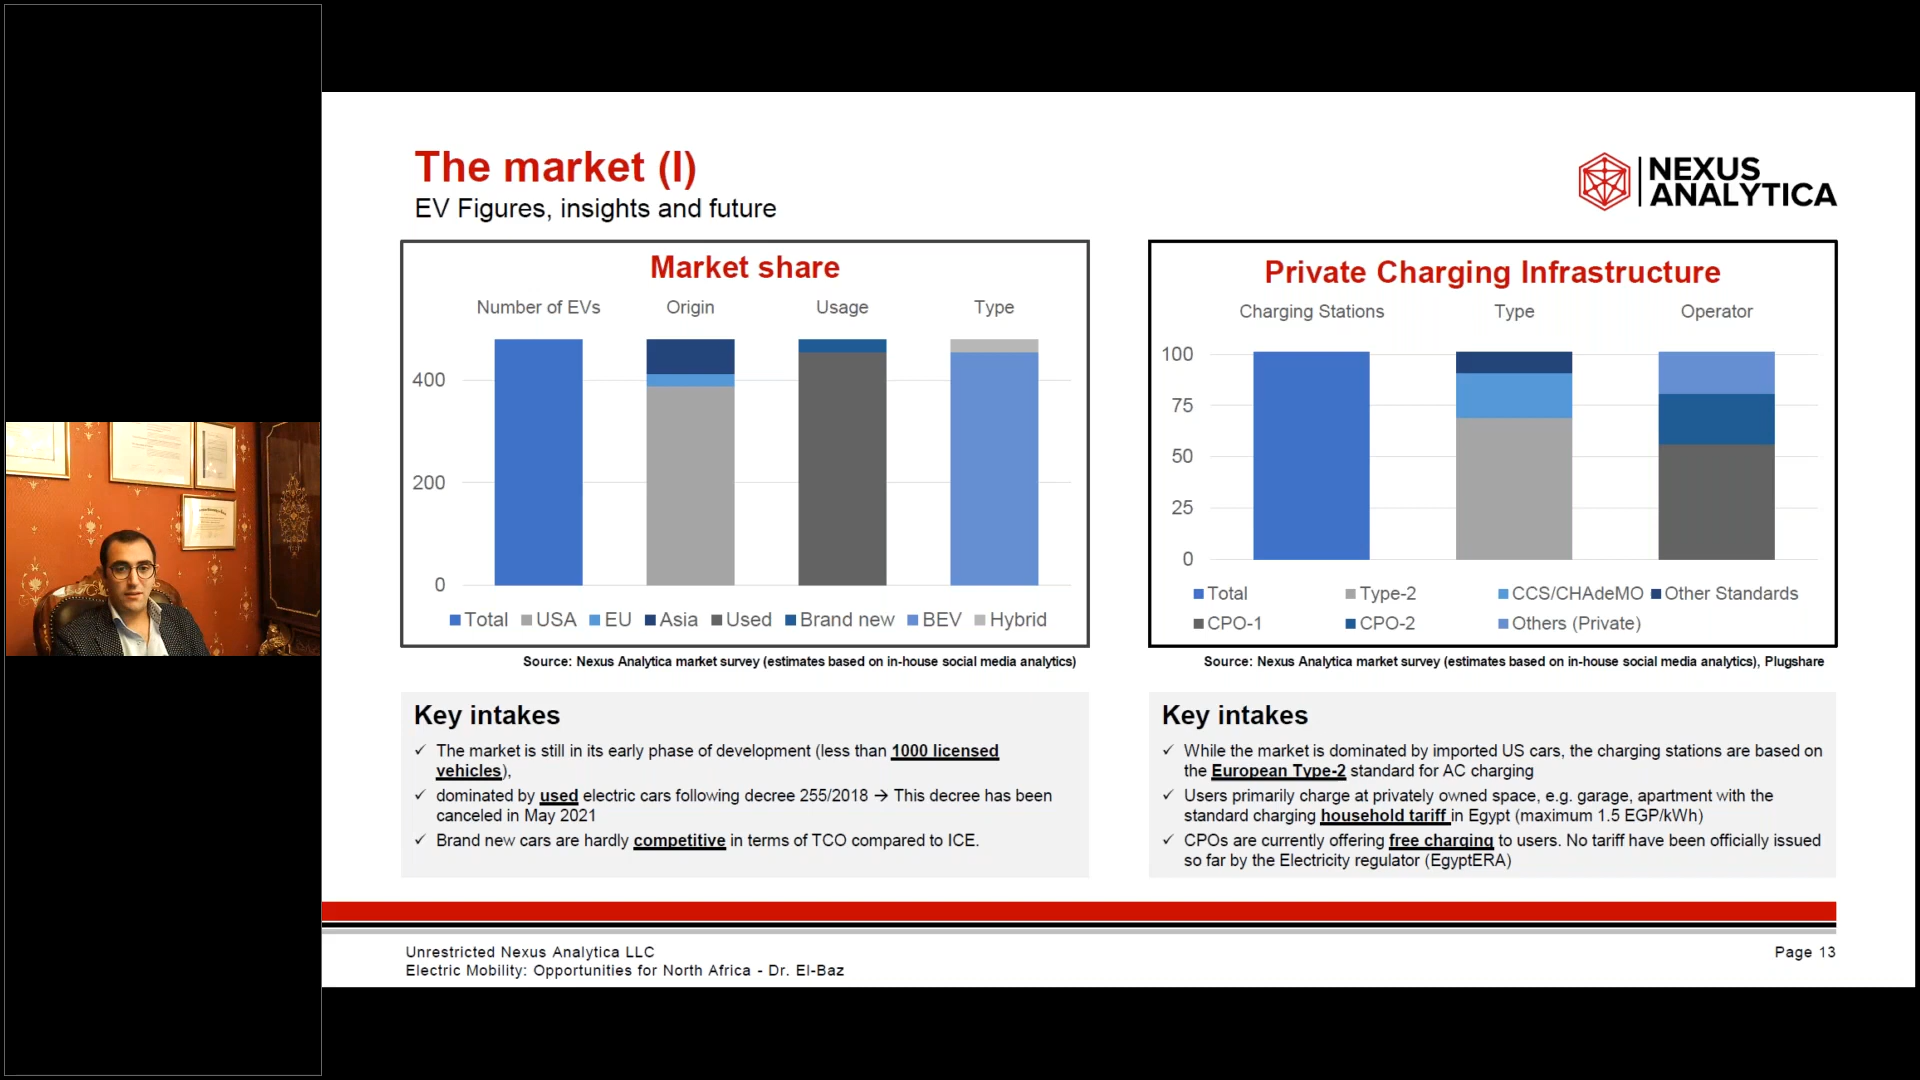 The market (I)
EV Figures, insights and future
NEXUS
ANALYTICA
Market share
Number of EVs Origin Usage Type
400
200
0
Total USA EU Asia Used Brand new BEV Hybrid
Source: Nexus Analytica market survey (estimates based on in-house social media analytics)
Private Charging Infrastructure
Charging Stations Type Operator
100
75
50
25
0
Total Type-2 CCS/CHAdeMO Other Standards
CPO-1 CPO-2 Others (Private)
Source: Nexus Analytica market survey (estimates based on in-house social media analytics), Plugshare
Key intakes
✓ The market is still in its early phase of development (less than 1000 licensed
vehicles),
✓ dominated by used electric cars following decree 255/2018 → This decree has been
canceled in May 2021
✓ Brand new cars are hardly competitive in terms of TCO compared to ICE.
Key intakes
✓ While the market is dominated by imported US cars, the charging stations are based on
the European Type-2 standard for AC charging
✓ Users primarily charge at privately owned space, e.g. garage, apartment with the
standard charging household tariff in Egypt (maximum 1.5 EGP/kWh)
✓ CPOs are currently offering free charging to users. No tariff have been officially issued
so far by the Electricity regulator (EgyptERA)
Unrestricted Nexus Analytica LLC
Electric Mobility: Opportunities for North Africa - Dr. El-Baz
Page 13